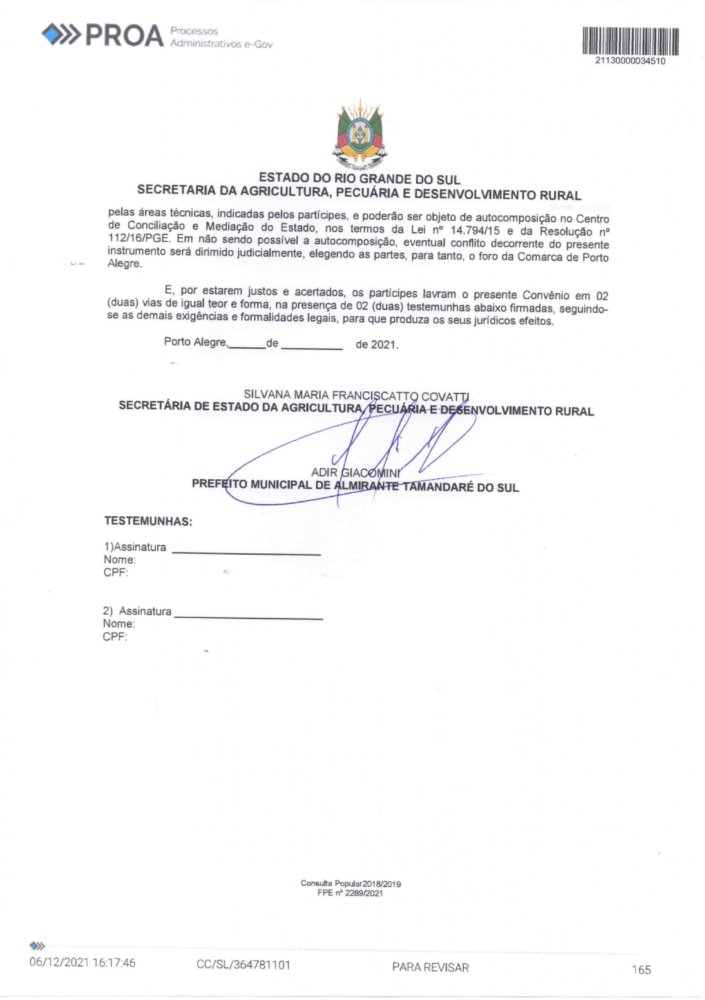 PROA Processos
Administrativos e-Gov
21130000034510
ESTADO DO RIO GRANDE DO SUL
SECRETARIA DA AGRICULTURA, PECUÁRIA E DESENVOLVIMENTO RURAL
Versão 1.0/2020
pelas áreas técnicas, indicadas pelos partícipes, e poderão ser objeto de autocomposição no Centro
de Conciliação e Mediação do Estado, nos termos da Lei nº 14.794/15 e da Resolução nº
112/16/PGE. Em não sendo possível a autocomposição, eventual conflito decorrente do presente
instrumento será dirimido judicialmente, elegendo as partes, para tanto, o foro da Comarca de Porto
Alegre.
E, por estarem justos e acertados, os partícipes lavram o presente Convênio em 02
(duas) vias de igual teor e forma, na presença de 02 (duas) testemunhas abaixo firmadas, seguindo-
se as demais exigências e formalidades legais, para que produza os seus jurídicos efeitos.
Porto Alegre,______de __________ de 2021.
SILVANA MARIA FRANCISCATTO COVATTI
SECRETÁRIA DE ESTADO DA AGRICULTURA, PECUÁRIA E DESENVOLVIMENTO RURAL
ADIR GIACOMINI
PREFEITO MUNICIPAL DE ALMIRANTE TAMANDARÉ DO SUL
TESTEMUNHAS:
1)Assinatura ________________________
Nome:
CPF:
2) Assinatura ________________________
Nome:
CPF:
Consulta Popular2018/2019
FPE nº 2289/2021
06/12/2021 16:17:46 CC/SL/364781101 PARA REVISAR 165